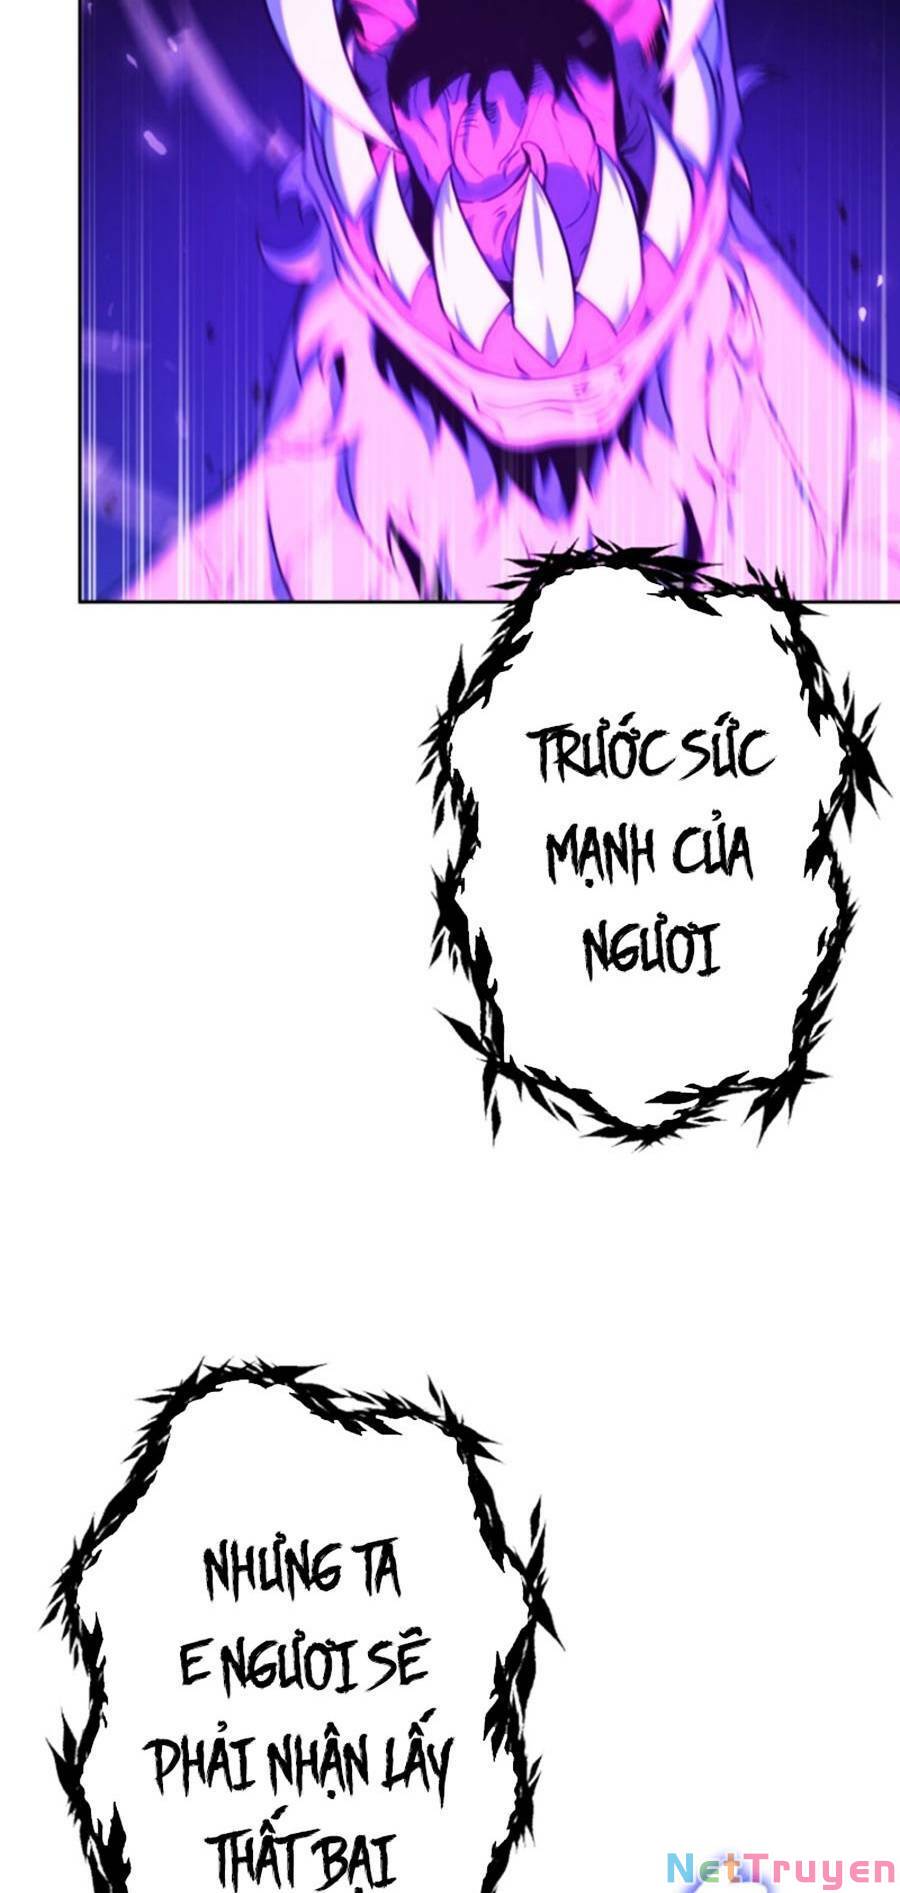 TRƯỚC SỨC
MẠNH CỦA
NGƯƠI
NHƯNG TA
E NGƯƠI SẼ
PHẢI NHẬN LẤY
THẤT BẠI
NetTruyen